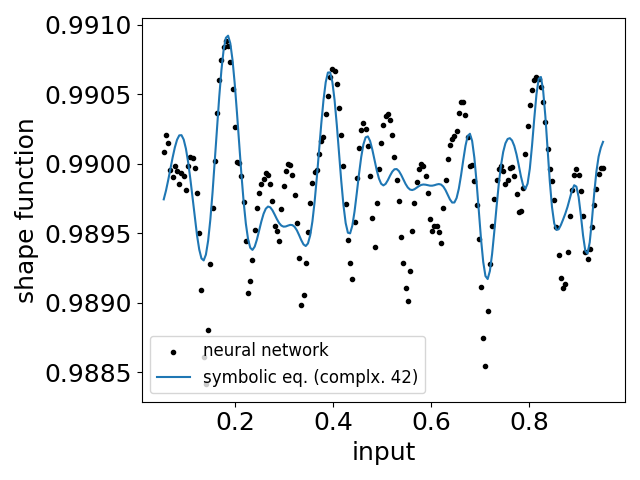 0.9910
0.9905
0.9900
0.9895
0.9890
0.9885
shape function
neural network
symbolic eq. (complx. 42)
0.2 0.4 0.6 0.8
input